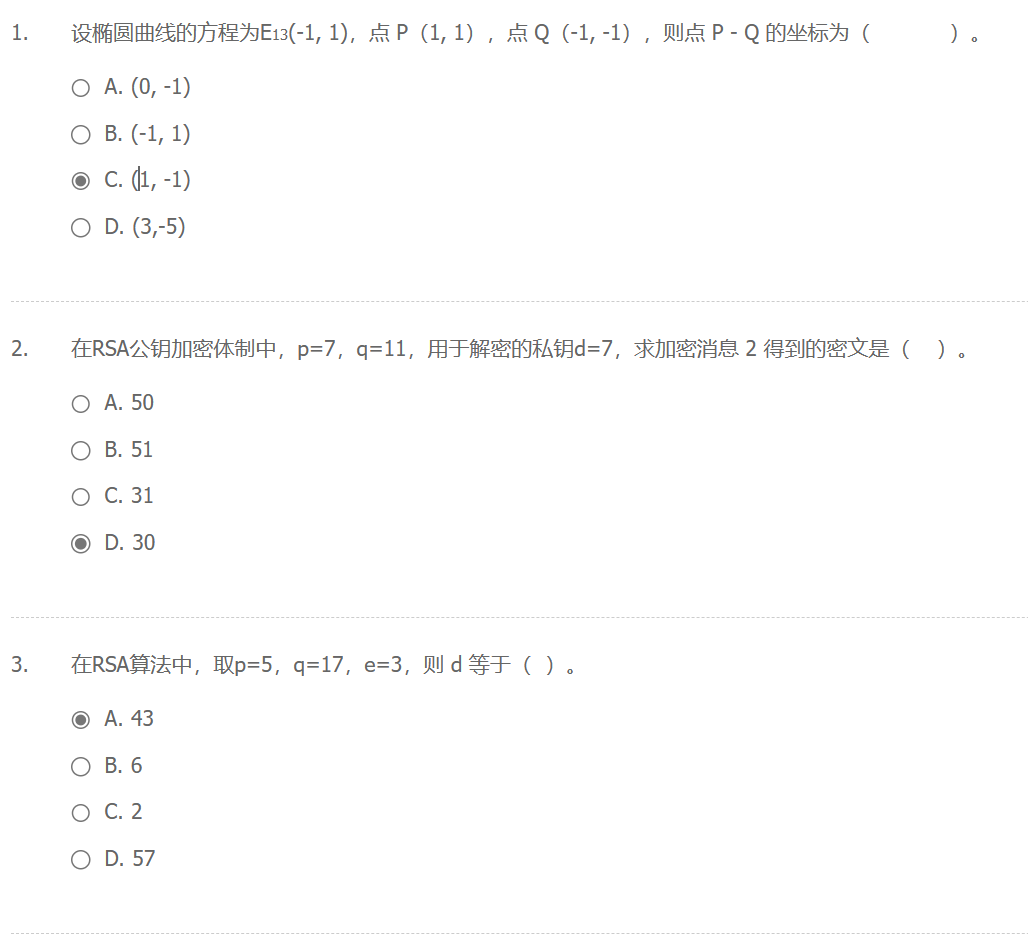 1. 设椭圆曲线的方程为E13(-1, 1)，点 P（1, 1），点 Q（-1, -1），则点 P - Q 的坐标为（ ）。
A. (0, -1)
B. (-1, 1)
C. (1, -1)
D. (3,-5)
2. 在RSA公钥加密体制中，p=7，q=11，用于解密的私钥d=7，求加密消息 2 得到的密文是（ ）。
A. 50
B. 51
C. 31
D. 30
3. 在RSA算法中，取p=5，q=17，e=3，则 d 等于（ ）。
A. 43
B. 6
C. 2
D. 57